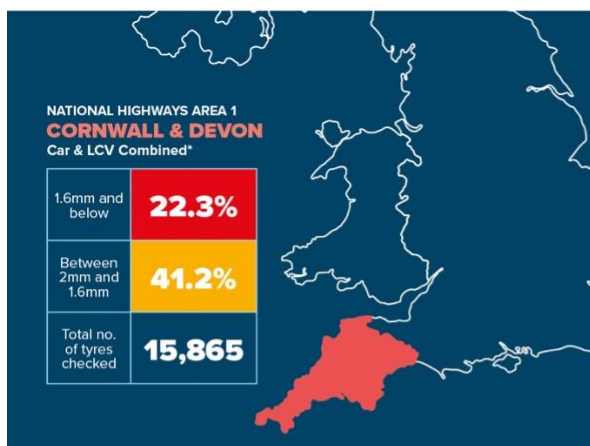 NATIONAL HIGHWAYS AREA 1
CORNWALL & DEVON
Car & LCV Combined*
1.6mm and
below
22.3%
Between
2mm and
1.6mm
41.2%
Total no.
of tyres
checked
15,865